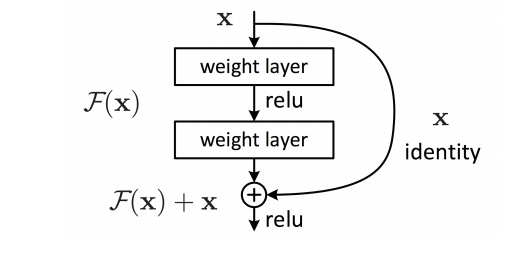 x
weight layer
relu
F(x)
x
weight layer
identity
F(x) + x
+
relu